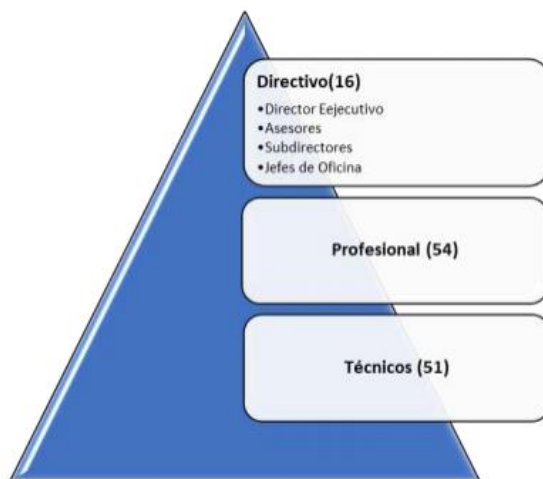 Directivo(16)
•Director Eejecutivo
•Asesores
•Subdirectores
•Jefes de Oficina
Profesional (54)
Técnicos (51)